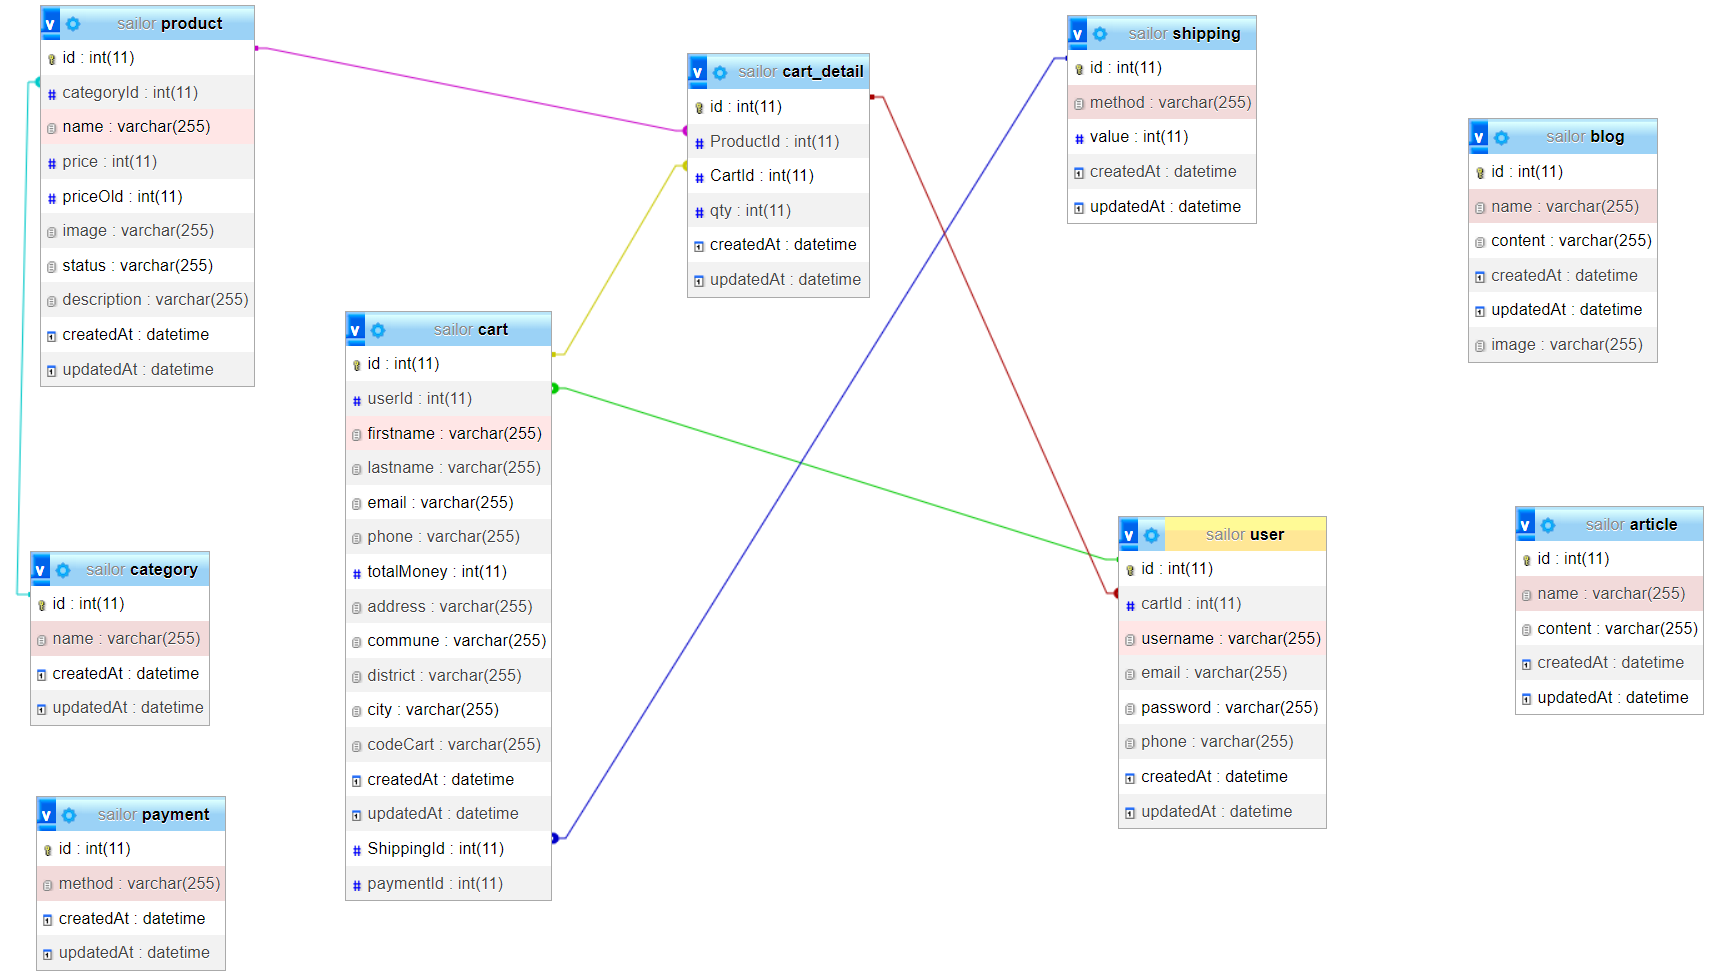 v sailor product
id : int(11)
categoryId : int(11)
name : varchar(255)
price : int(11)
priceOld : int(11)
image : varchar(255)
status : varchar(255)
description : varchar(255)
createdAt : datetime
updatedAt : datetime
v sailor category
id : int(11)
name : varchar(255)
createdAt : datetime
updatedAt : datetime
v sailor payment
id : int(11)
method : varchar(255)
createdAt : datetime
updatedAt : datetime
v sailor cart
id : int(11)
userId : int(11)
firstname : varchar(255)
lastname : varchar(255)
email : varchar(255)
phone : varchar(255)
totalMoney : int(11)
address : varchar(255)
commune : varchar(255)
district : varchar(255)
city : varchar(255)
codeCart : varchar(255)
createdAt : datetime
updatedAt : datetime
ShippingId : int(11)
paymentId : int(11)
v sailor cart_detail
id : int(11)
ProductId : int(11)
CartId : int(11)
qty : int(11)
createdAt : datetime
updatedAt : datetime
v sailor shipping
id : int(11)
method : varchar(255)
value : int(11)
createdAt : datetime
updatedAt : datetime
v sailor user
id : int(11)
cartId : int(11)
username : varchar(255)
email : varchar(255)
password : varchar(255)
phone : varchar(255)
createdAt : datetime
updatedAt : datetime
v sailor blog
id : int(11)
name : varchar(255)
content : varchar(255)
createdAt : datetime
updatedAt : datetime
image : varchar(255)
v sailor article
id : int(11)
name : varchar(255)
content : varchar(255)
createdAt : datetime
updatedAt : datetime